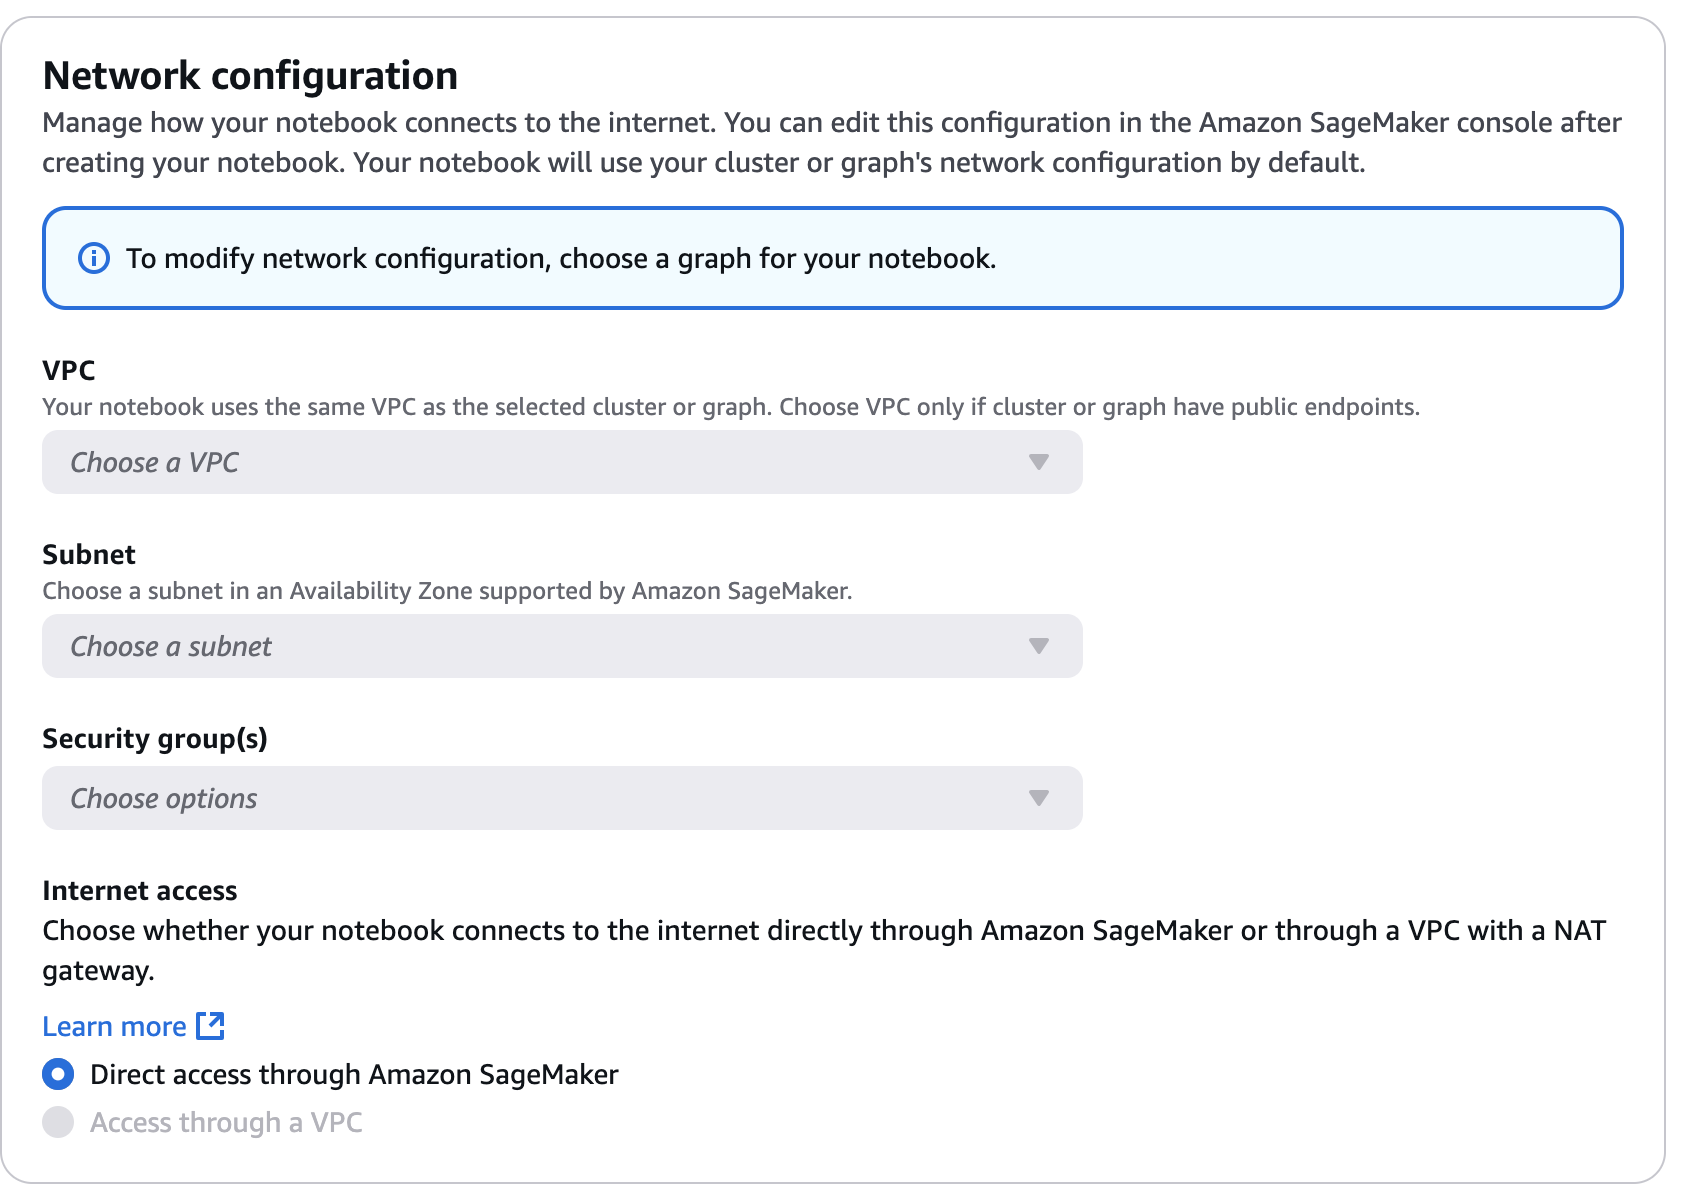 Network configuration
Manage how your notebook connects to the internet. You can edit this configuration in the Amazon SageMaker console after
creating your notebook. Your notebook will use your cluster or graph's network configuration by default.
To modify network configuration, choose a graph for your notebook.
VPC
Your notebook uses the same VPC as the selected cluster or graph. Choose VPC only if cluster or graph have public endpoints.
Choose a VPC
Subnet
Choose a subnet in an Availability Zone supported by Amazon SageMaker.
Choose a subnet
Security group(s)
Choose options
Internet access
Choose whether your notebook connects to the internet directly through Amazon SageMaker or through a VPC with a NAT
gateway.
Learn more
Direct access through Amazon SageMaker
Access through a VPC